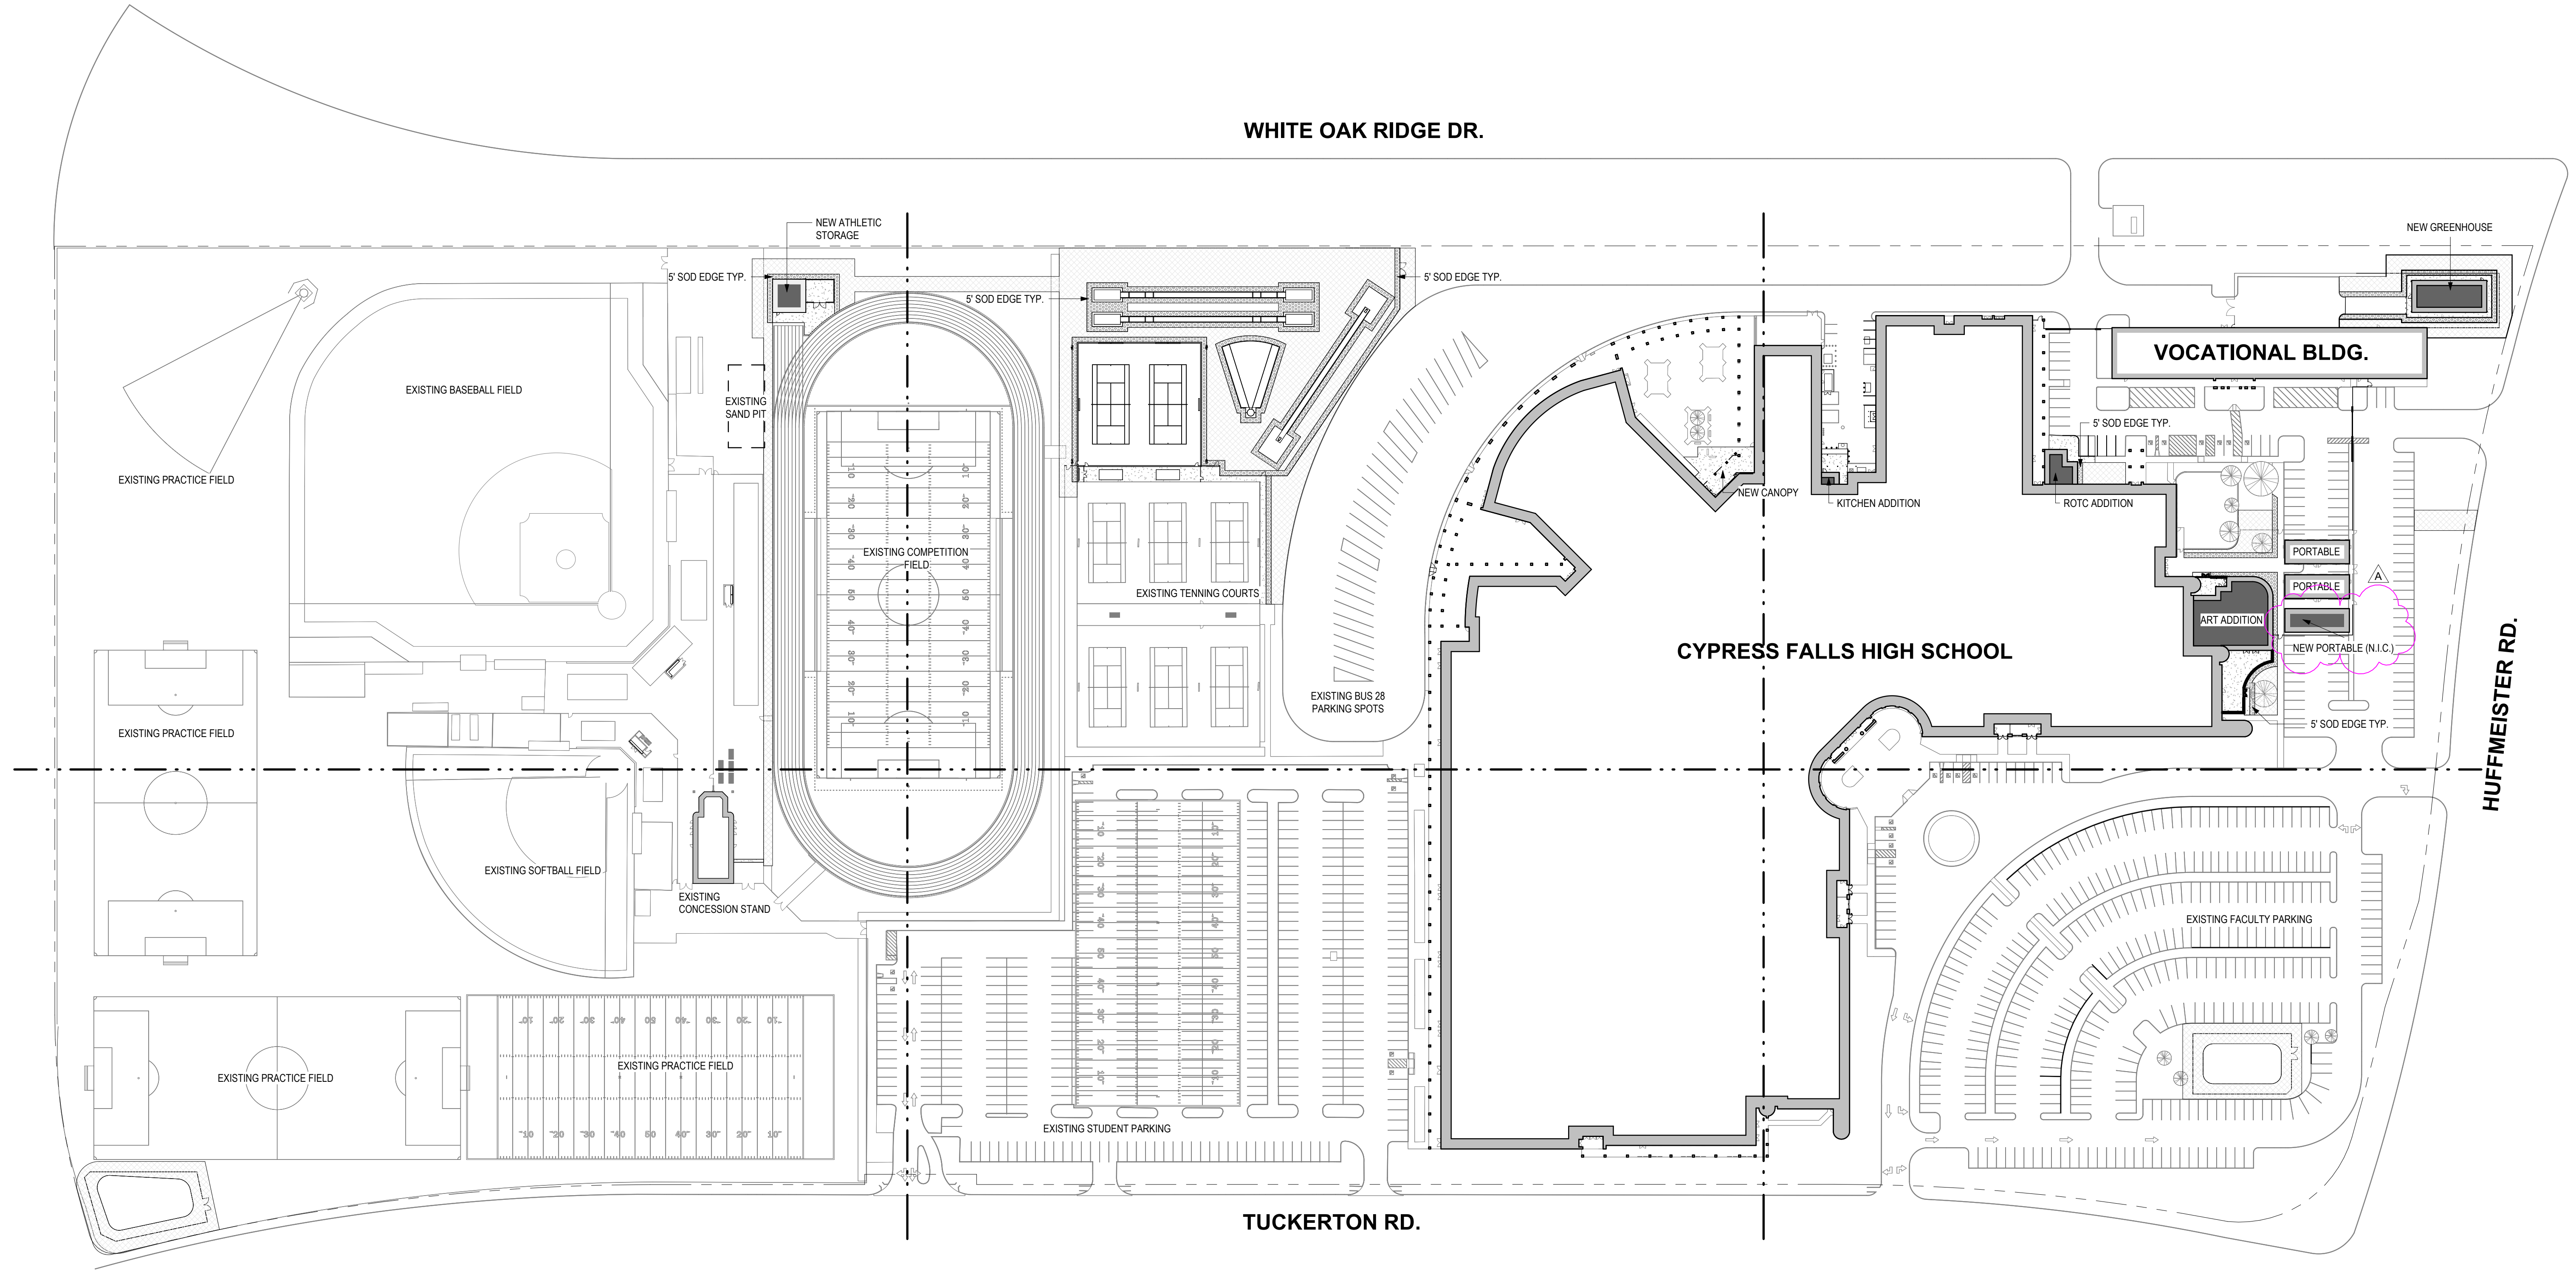 WHITE OAK RIDGE DR.
NEW ATHLETIC
STORAGE
NEW GREENHOUSE
5' SOD EDGE TYP.
5' SOD EDGE TYP.
5' SOD EDGE TYP.
VOCATIONAL BLDG.
EXISTING BASEBALL FIELD
EXISTING
SAND PIT
5' SOD EDGE TYP.
EXISTING PRACTICE FIELD
NEW CANOPY
KITCHEN ADDITION
ROTC ADDITION
EXISTING COMPETITION
FIELD
PORTABLE
PORTABLE
A
EXISTING TENNING COURTS
ART ADDITION
NEW PORTABLE (N.I.C.)
CYPRESS FALLS HIGH SCHOOL
HUFFMEISTER RD.
EXISTING BUS 28
PARKING SPOTS
5' SOD EDGE TYP.
EXISTING PRACTICE FIELD
EXISTING SOFTBALL FIELD
EXISTING
CONCESSION STAND
EXISTING FACULTY PARKING
EXISTING PRACTICE FIELD
EXISTING PRACTICE FIELD
EXISTING STUDENT PARKING
TUCKERTON RD.